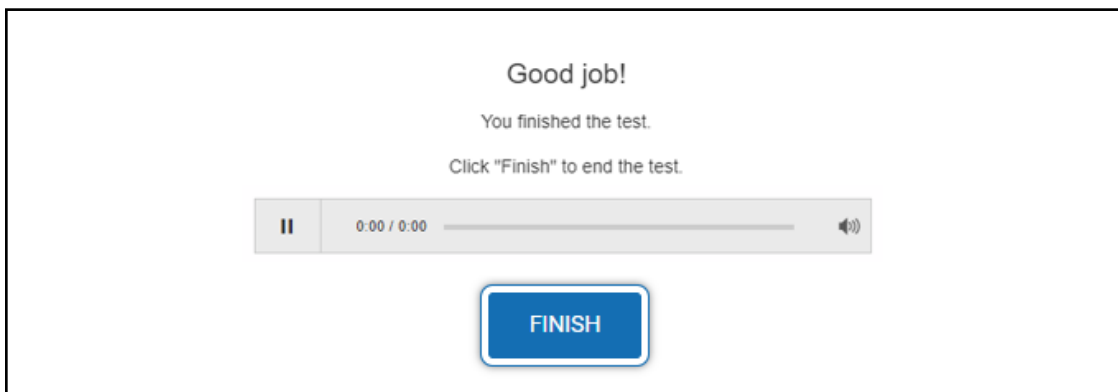 Good job!
You finished the test.
Click "Finish" to end the test.
0:00 / 0:00
FINISH